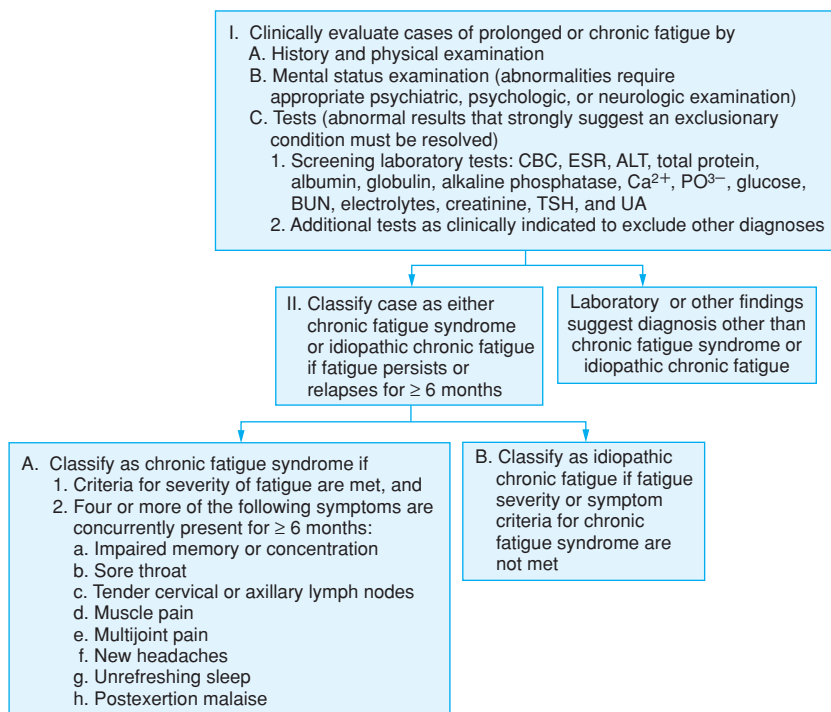 I. Clinically evaluate cases of prolonged or chronic fatigue by
A. History and physical examination
B. Mental status examination (abnormalities require
appropriate psychiatric, psychologic, or neurologic examination)
C. Tests (abnormal results that strongly suggest an exclusionary
condition must be resolved)
1. Screening laboratory tests: CBC, ESR, ALT, total protein,
albumin, globulin, alkaline phosphatase, Ca²⁺, PO³⁻, glucose,
BUN, electrolytes, creatinine, TSH, and UA
2. Additional tests as clinically indicated to exclude other diagnoses
II. Classify case as either
chronic fatigue syndrome
or idiopathic chronic fatigue
if fatigue persists or
relapses for ≥ 6 months
Laboratory or other findings
suggest diagnosis other than
chronic fatigue syndrome or
idiopathic chronic fatigue
A. Classify as chronic fatigue syndrome if
1. Criteria for severity of fatigue are met, and
2. Four or more of the following symptoms are
concurrently present for ≥ 6 months:
a. Impaired memory or concentration
b. Sore throat
c. Tender cervical or axillary lymph nodes
d. Muscle pain
e. Multijoint pain
f. New headaches
g. Unrefreshing sleep
h. Postexertion malaise
B. Classify as idiopathic
chronic fatigue if fatigue
severity or symptom
criteria for chronic
fatigue syndrome are
not met